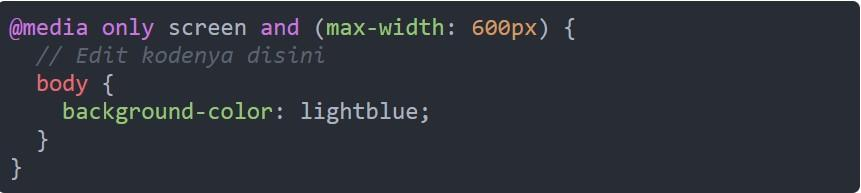 @media only screen and (max-width: 600px) {
  // Edit kodenya disini
  body {
    background-color: lightblue;
  }
}